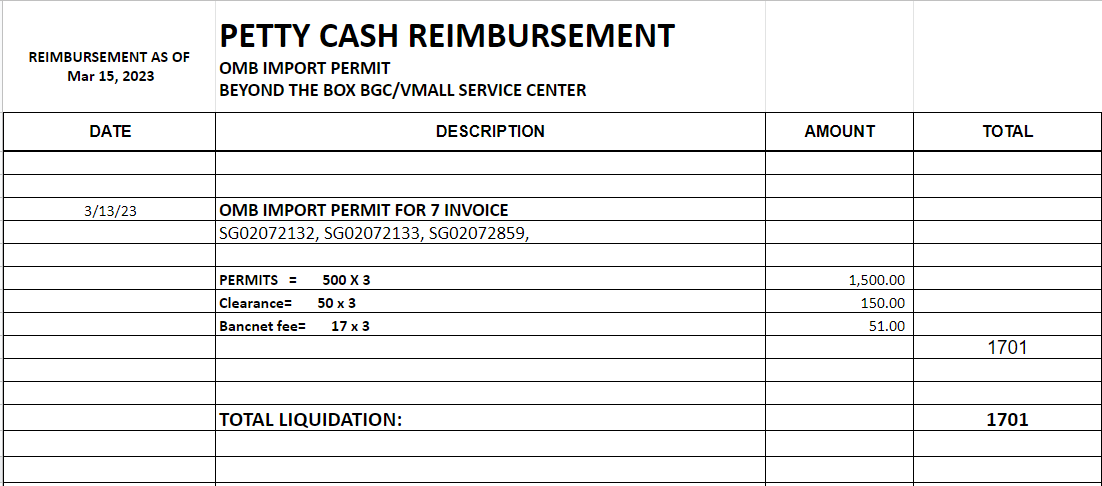 PETTY CASH REIMBURSEMENT
REIMBURSEMENT AS OF
Mar 15, 2023
OMB IMPORT PERMIT
BEYOND THE BOX BGC/VMALL SERVICE CENTER
DATE DESCRIPTION AMOUNT TOTAL
3/13/23 OMB IMPORT PERMIT FOR 7 INVOICE
SG02072132, SG02072133, SG02072859,
PERMITS = 500 X 3 1,500.00
Clearance= 50 x 3 150.00
Bancnet fee= 17 x 3 51.00
1701
TOTAL LIQUIDATION: 1701